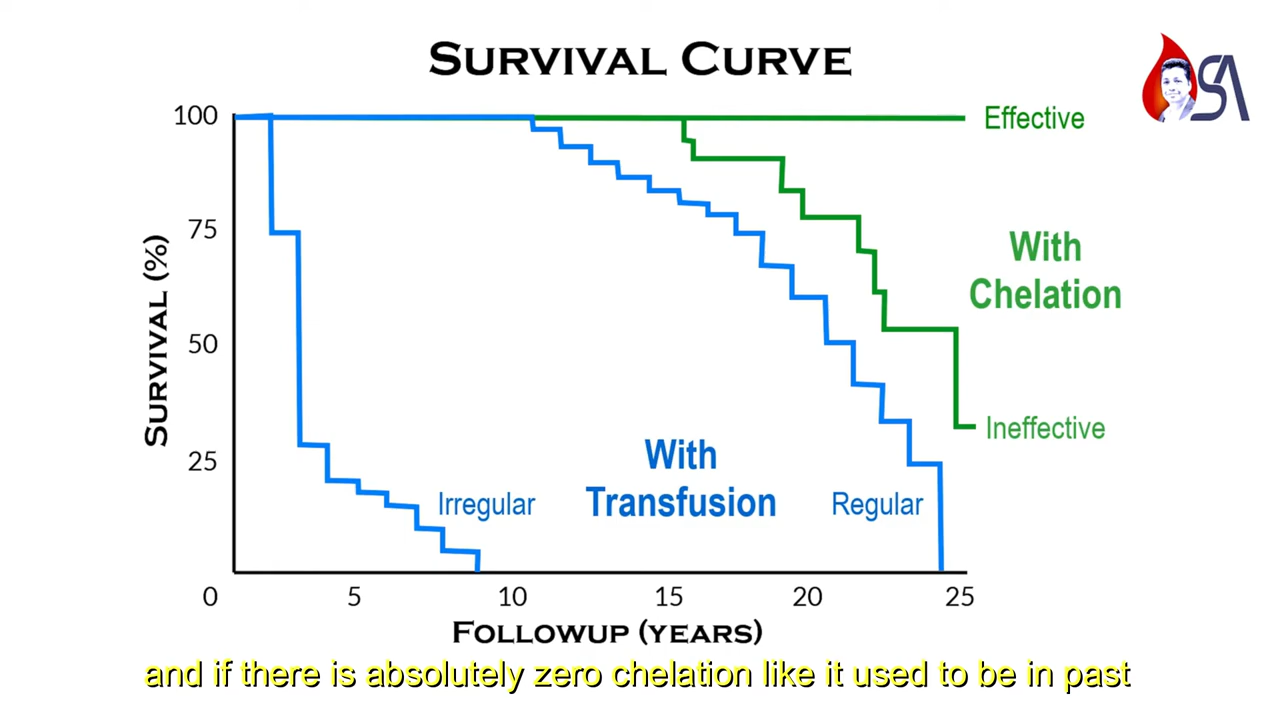 SURVIVAL CURVE
SA
100
75
50
25
0
5
10
15
20
25
SURVIVAL (%)
FOLLOWUP (YEARS)
Effective
With
Chelation
Ineffective
With
Transfusion
Irregular
Regular
and if there is absolutely zero chelation like it used to be in past